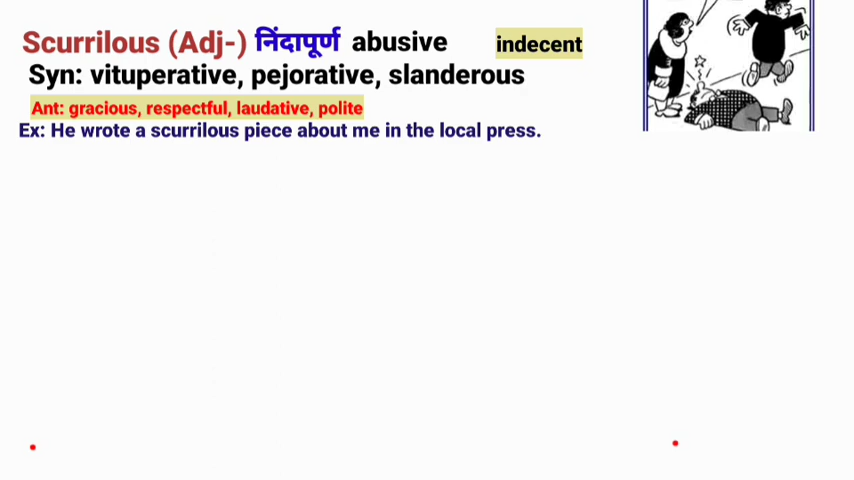 Scurrilous (Adj-) निंदापूर्ण abusive indecent
Syn: vituperative, pejorative, slanderous
Ant: gracious, respectful, laudative, polite
Ex: He wrote a scurrilous piece about me in the local press.